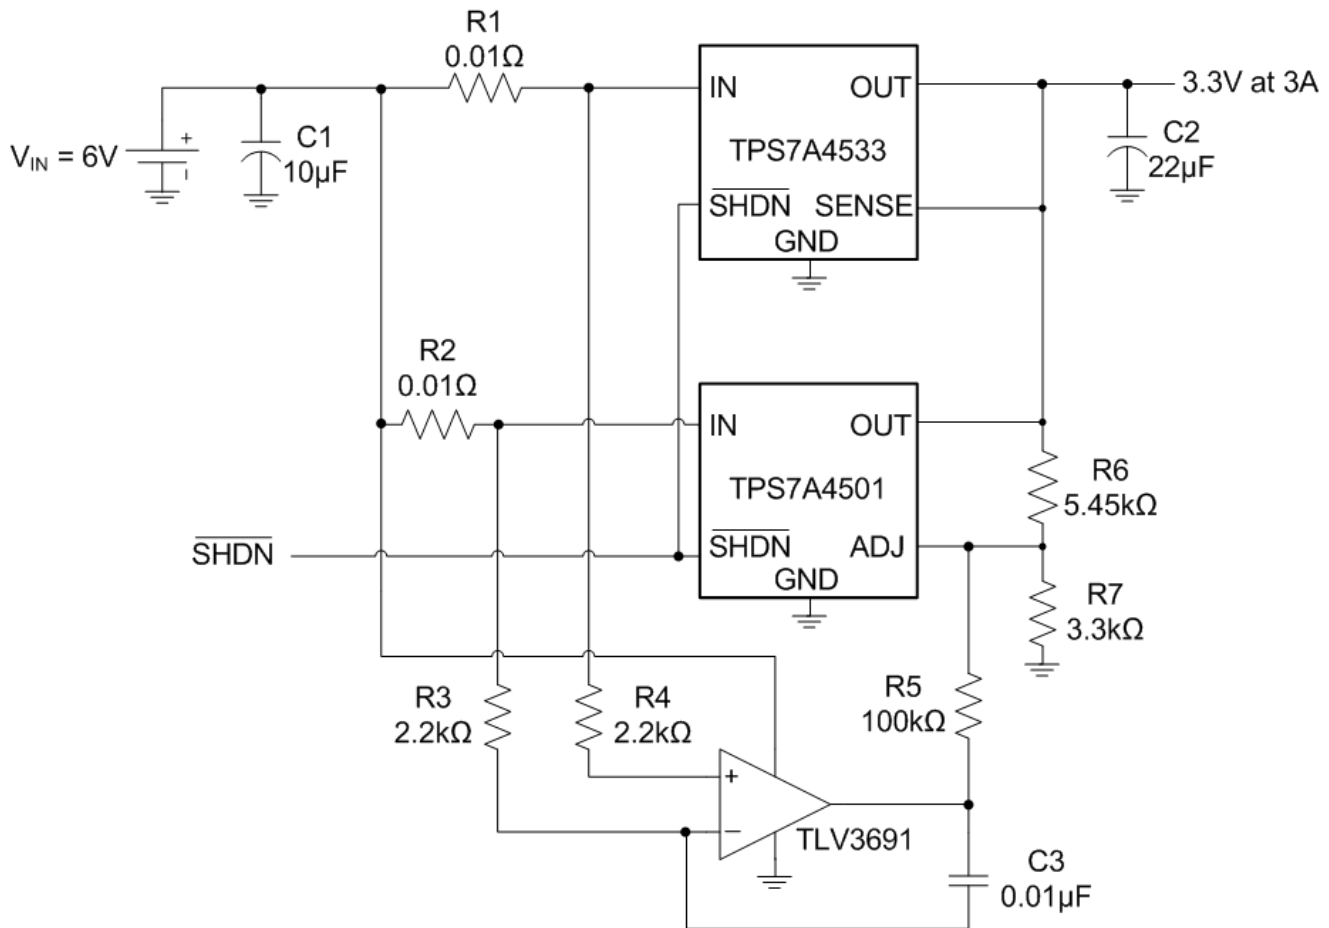 R1
0.01Ω
IN
OUT
3.3V at 3A
TPS7A4533
C1
10µF
C2
22µF
VIN = 6V
+
–
SHDN
SENSE
GND
R2
0.01Ω
IN
OUT
TPS7A4501
R6
5.45kΩ
SHDN
SHDN
ADJ
GND
R7
3.3kΩ
R3
2.2kΩ
R4
2.2kΩ
R5
100kΩ
+
–
TLV3691
C3
0.01µF